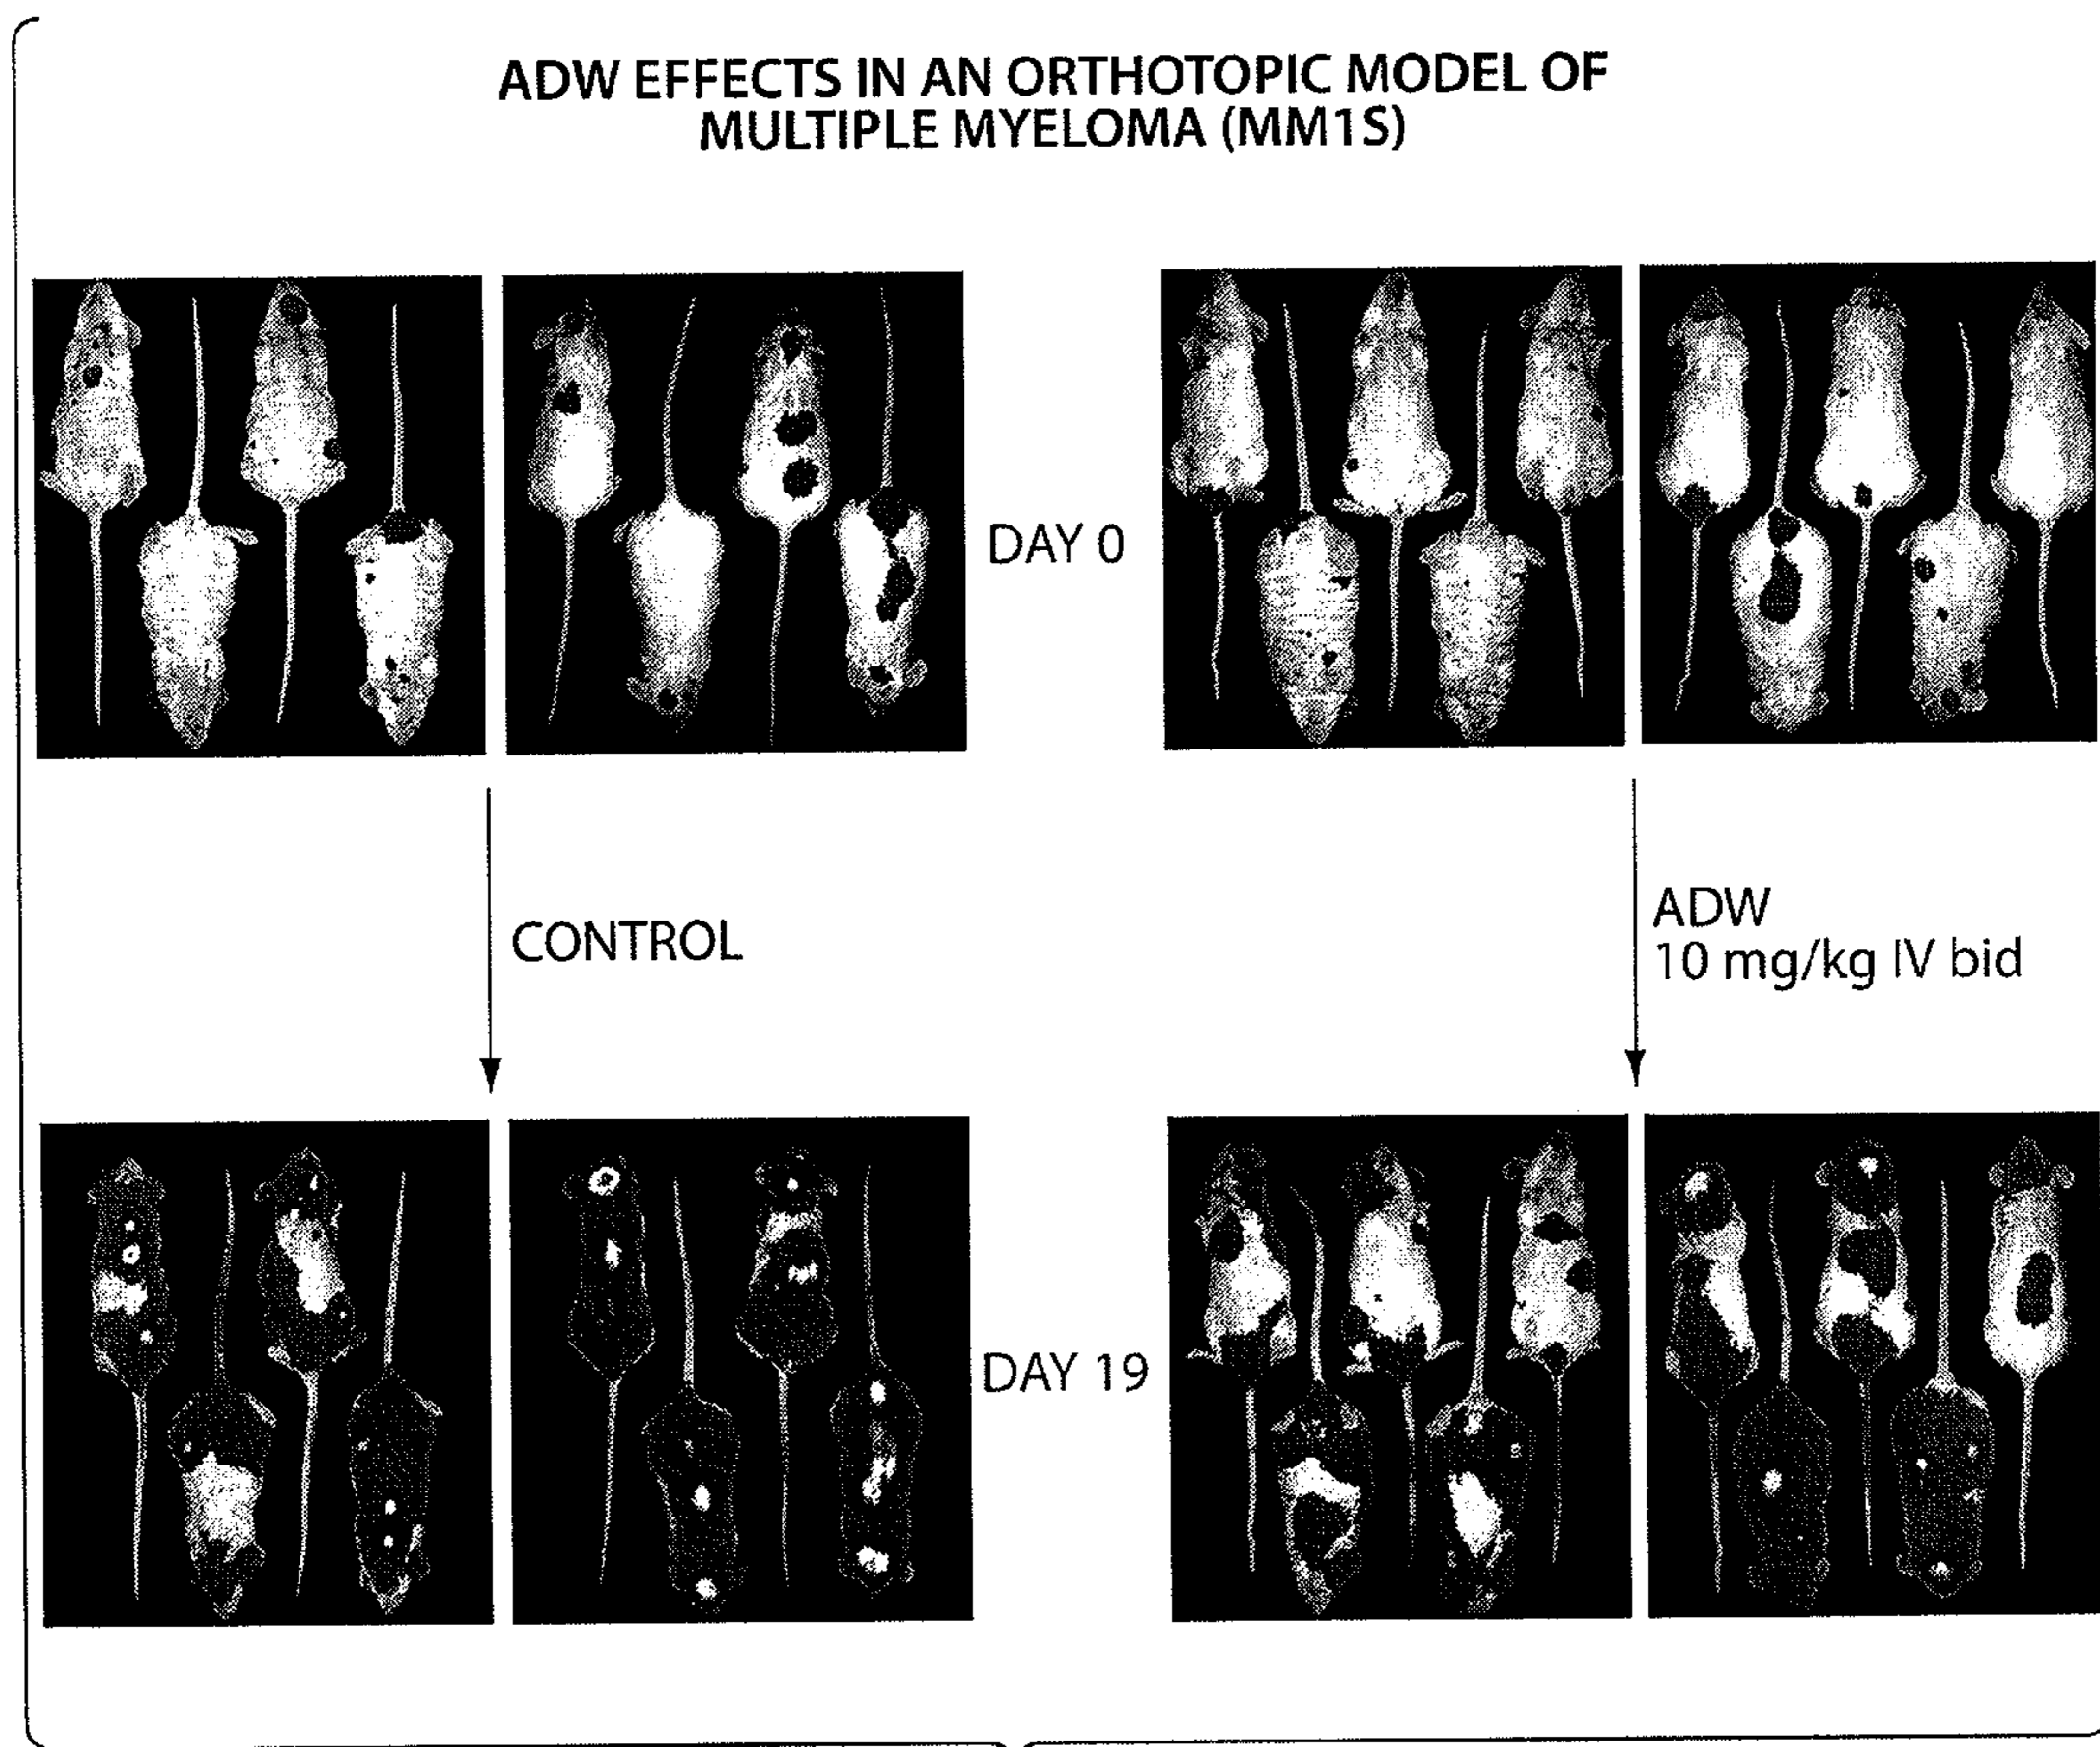 ADW EFFECTS IN AN ORTHOTOPIC MODEL OF
MULTIPLE MYELOMA (MM1S)
DAY 0
CONTROL
ADW
10 mg/kg IV bid
DAY 19